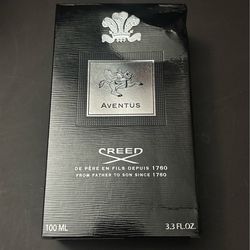 AVENTUS
CREED
DE PÈRE EN FILS DEPUIS 1760
FROM FATHER TO SON SINCE 1760
100 ML 3.3 FL.OZ.